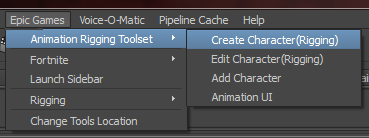 Epic Games Voice-O-Matic Pipeline Cache Help
Animation Rigging Toolset
Fortnite
Launch Sidebar
Rigging
Change Tools Location
Create Character(Rigging)
Edit Character(Rigging)
Add Character
Animation UI